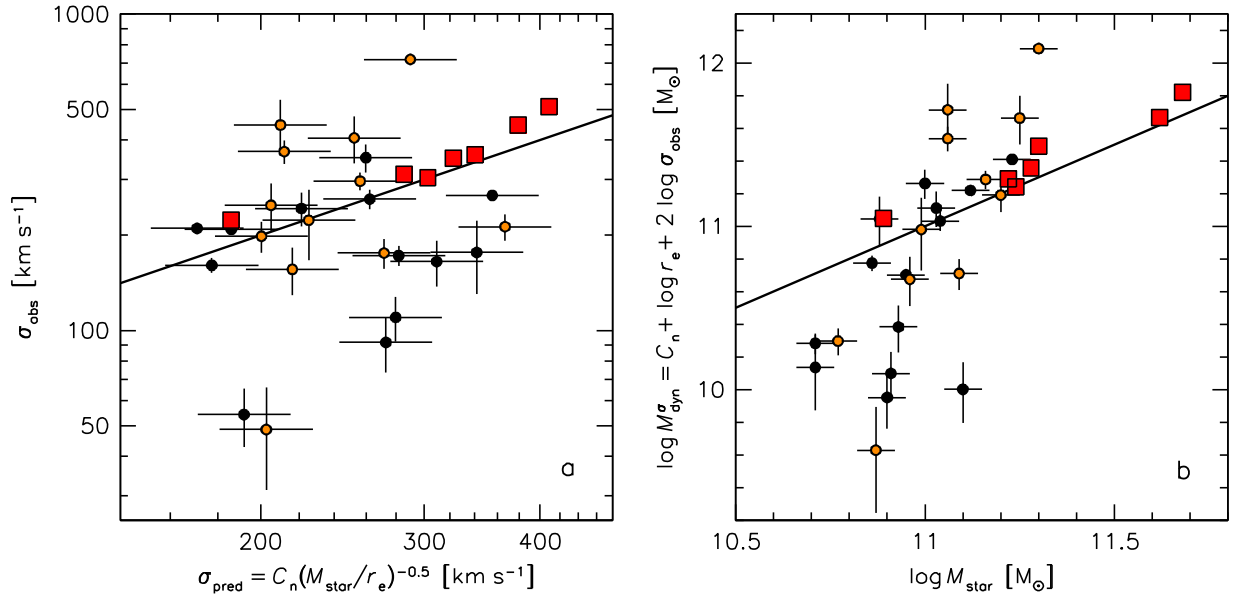 1000
500
100
50
σobs [km s⁻¹]
200
300
400
σpred = Cn(Mstar/re)⁻⁰·⁵ [km s⁻¹]
a
12
11
10
log Mσdyn = Cn + log re + 2 log σobs [M⊙]
10.5
11
11.5
log Mstar [M⊙]
b